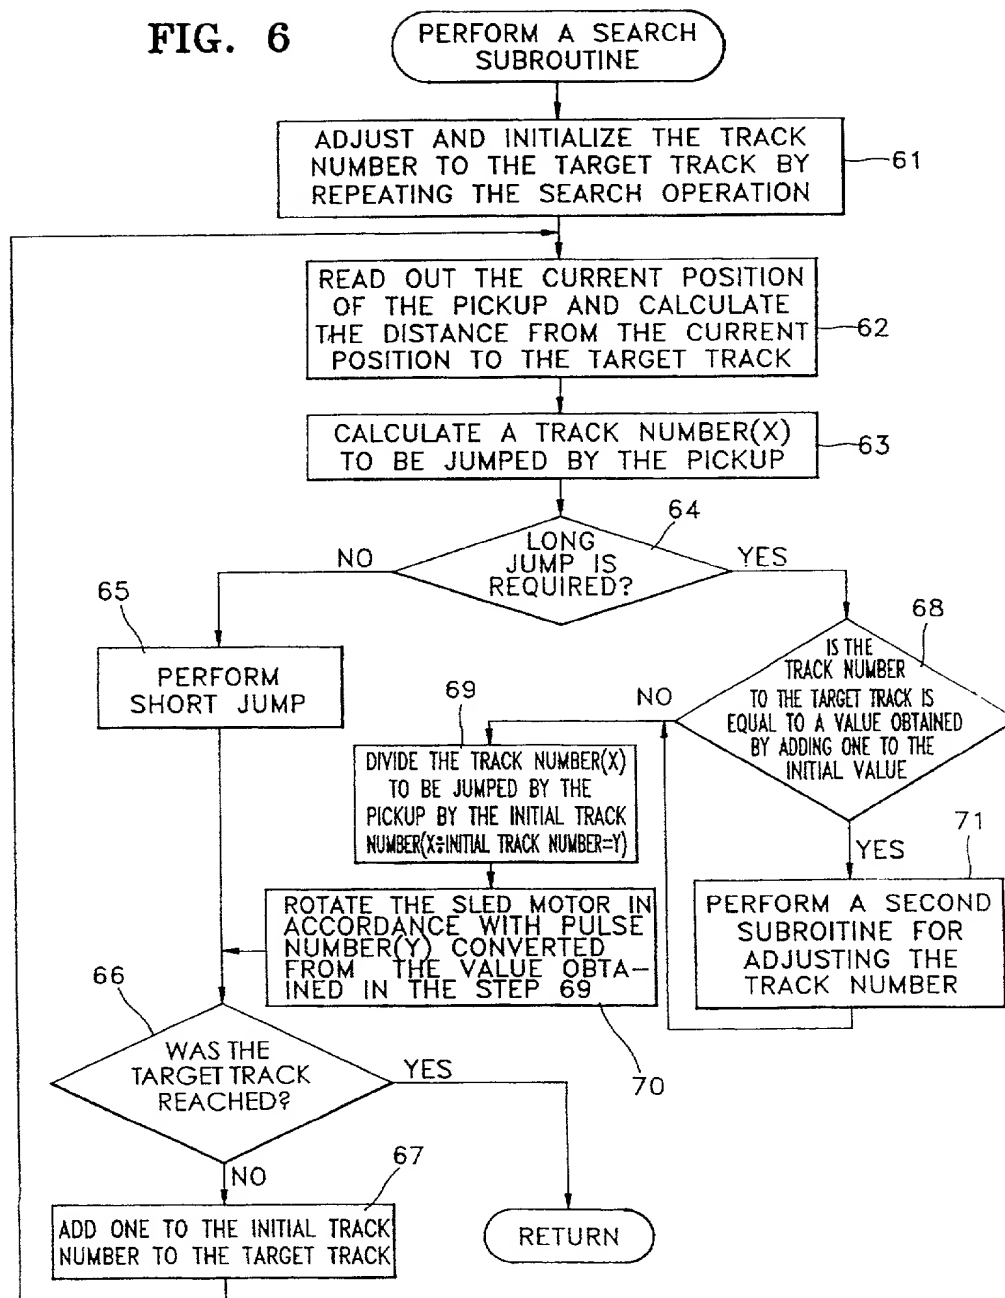 FIG. 6
PERFORM A SEARCH
SUBROUTINE
ADJUST AND INITIALIZE THE TRACK
NUMBER TO THE TARGET TRACK BY
REPEATING THE SEARCH OPERATION
61
READ OUT THE CURRENT POSITION
OF THE PICKUP AND CALCULATE
THE DISTANCE FROM THE CURRENT
POSITION TO THE TARGET TRACK
62
CALCULATE A TRACK NUMBER(X)
TO BE JUMPED BY THE PICKUP
63
64
LONG
JUMP IS
REQUIRED?
NO
YES
65
PERFORM
SHORT JUMP
68
IS THE
TRACK NUMBER
TO THE TARGET TRACK IS
EQUAL TO A VALUE OBTAINED
BY ADDING ONE TO THE
INITIAL VALUE
NO
YES
69
DIVIDE THE TRACK NUMBER(X)
TO BE JUMPED BY THE
PICKUP BY THE INITIAL TRACK
NUMBER(X÷INITIAL TRACK NUMBER=Y)
71
PERFORM A SECOND
SUBROITINE FOR
ADJUSTING THE
TRACK NUMBER
ROTATE THE SLED MOTOR IN
ACCORDANCE WITH PULSE
NUMBER(Y) CONVERTED
FROM THE VALUE OBTA-
INED IN THE STEP 69
70
66
WAS THE
TARGET TRACK
REACHED?
YES
NO
67
ADD ONE TO THE INITIAL TRACK
NUMBER TO THE TARGET TRACK
RETURN